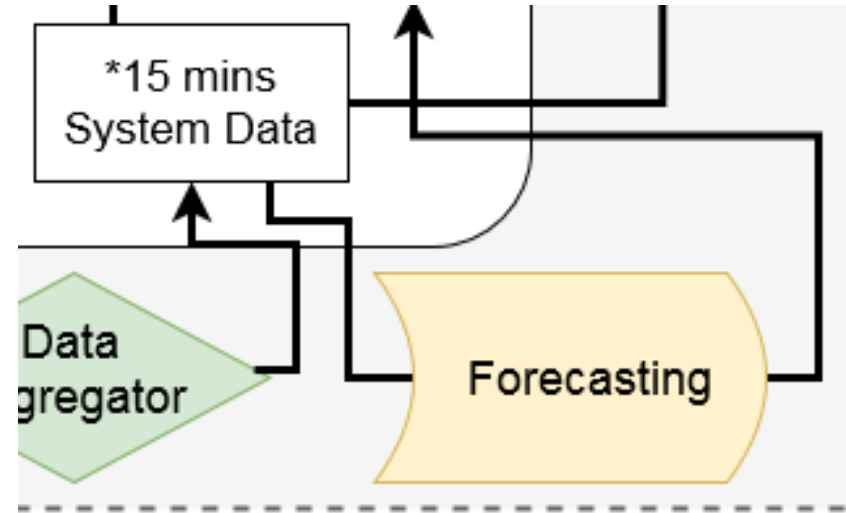 *15 mins
System Data
Data
gregator
Forecasting